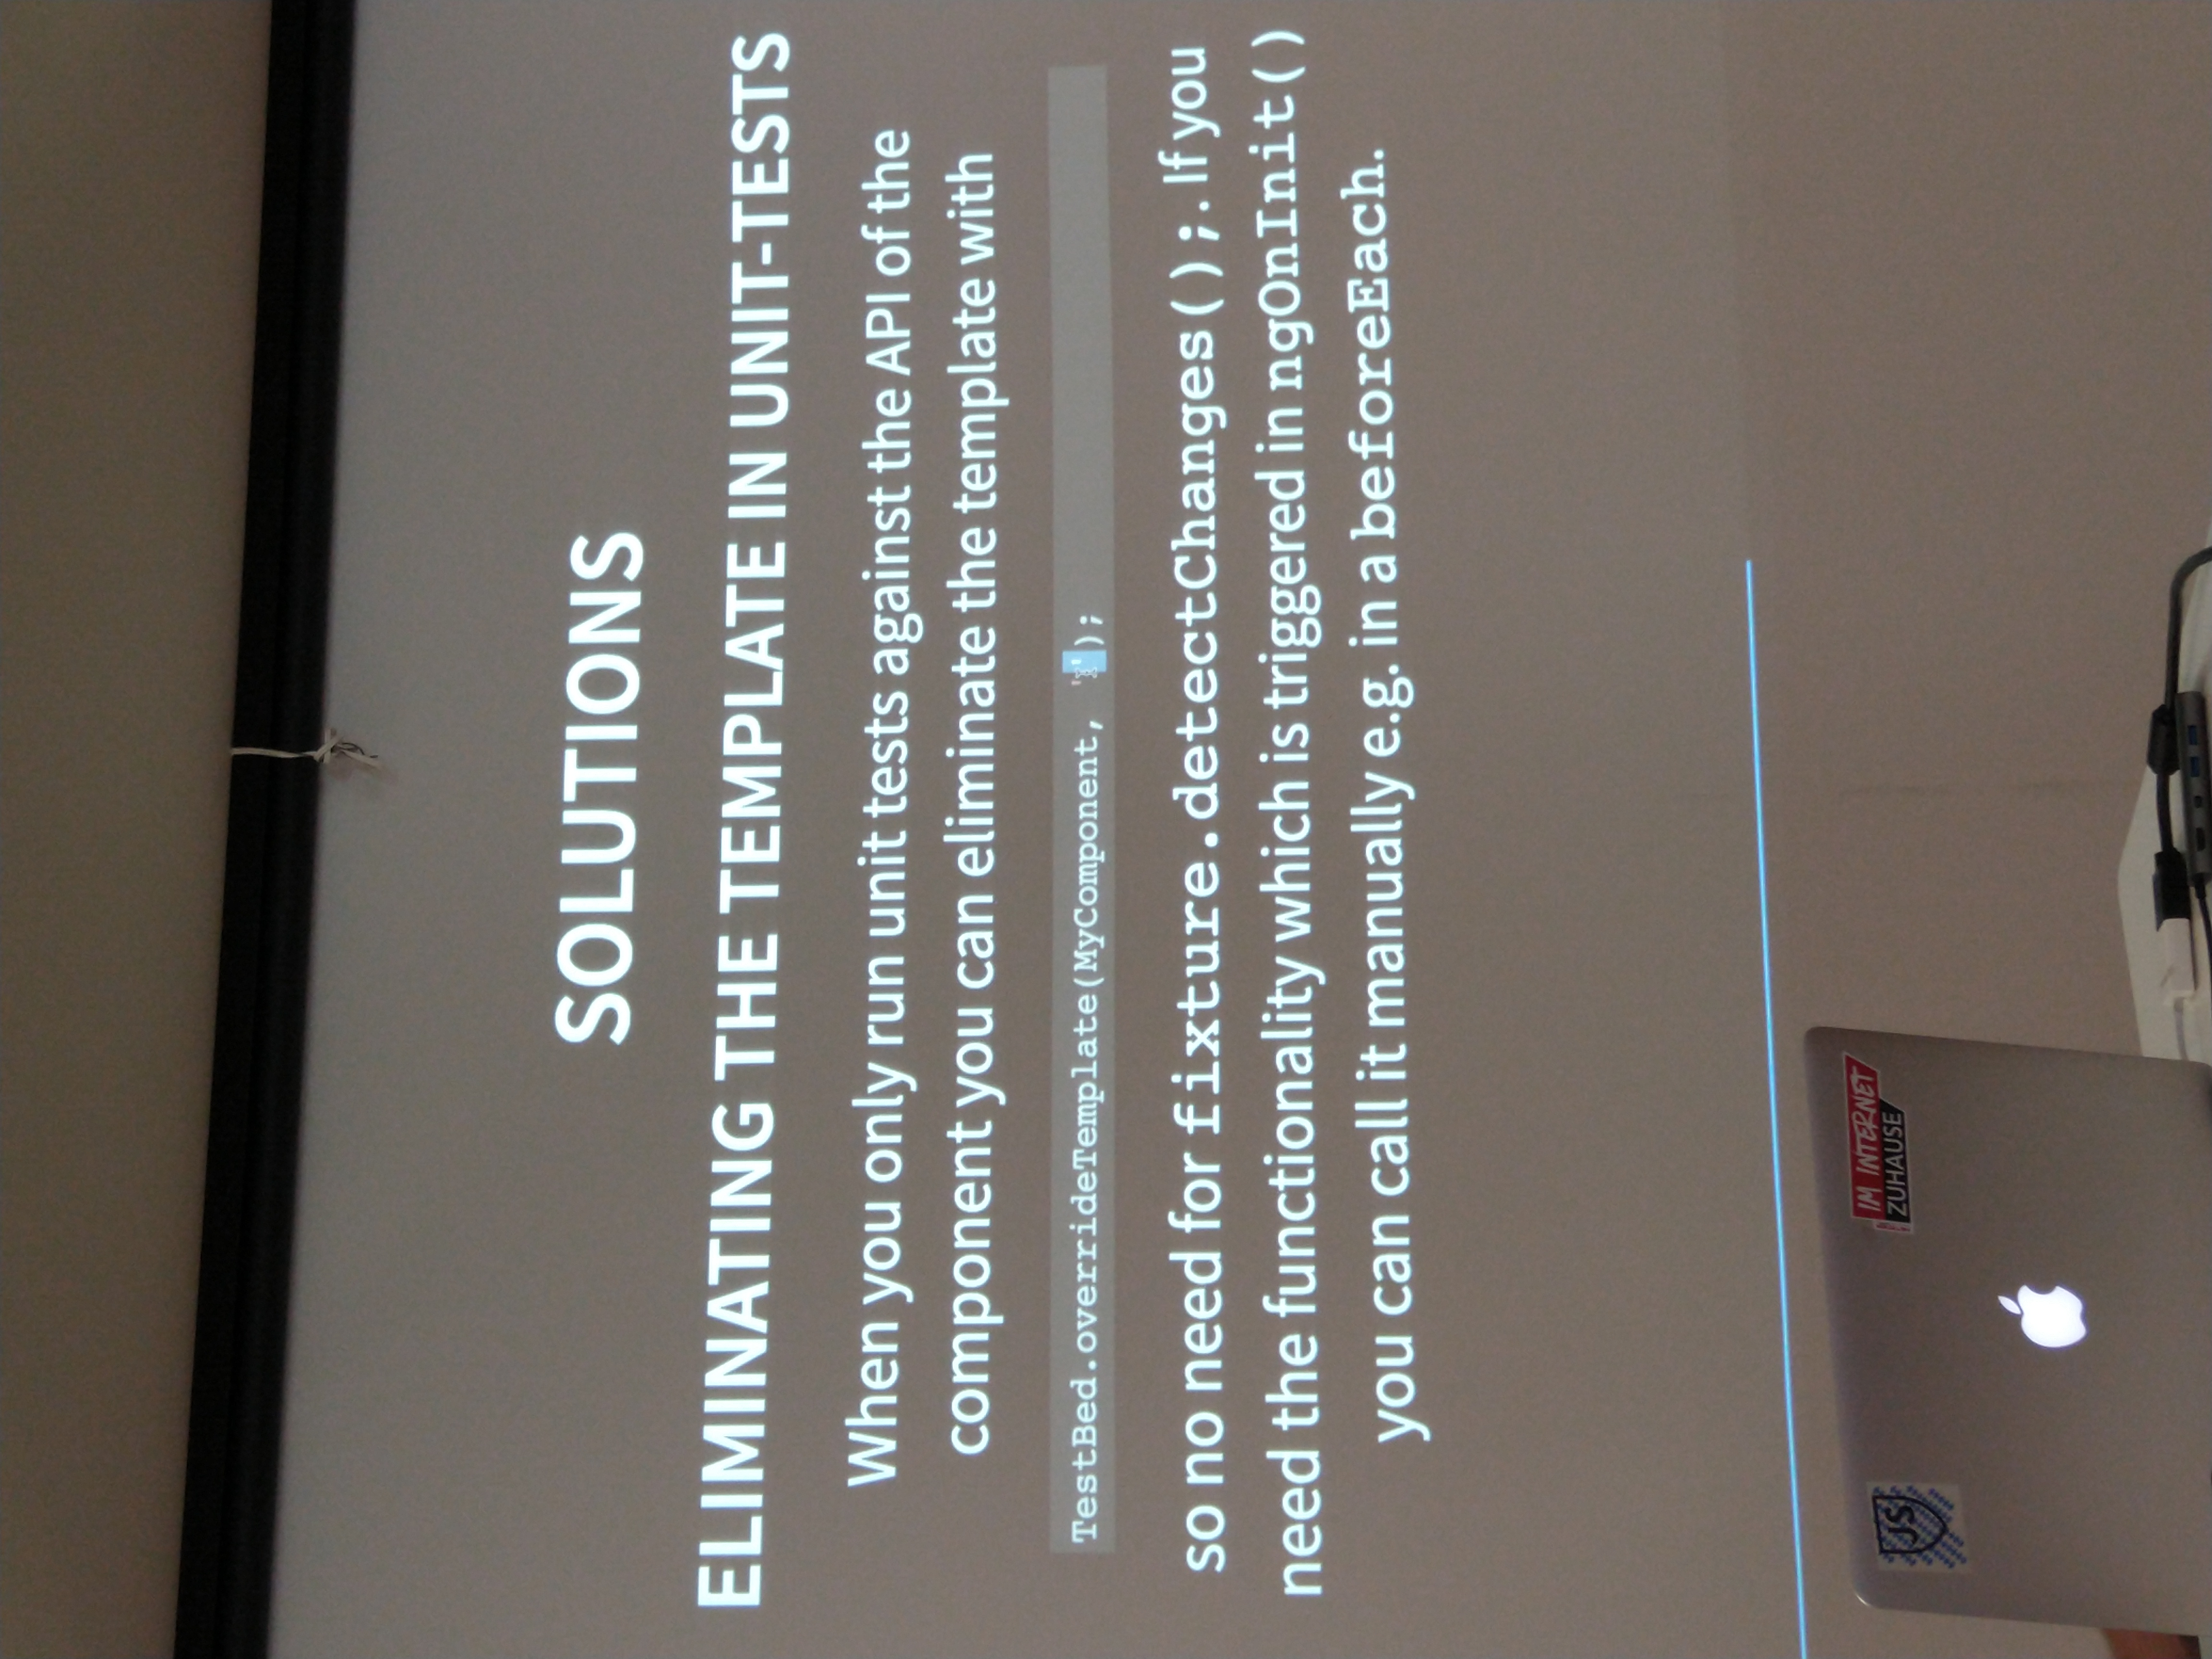 SOLUTIONS
ELIMINATING THE TEMPLATE IN UNIT-TESTS
When you only run unit tests against the API of the
component you can eliminate the template with
TestBed.overrideTemplate(MyComponent, '');
so no need for fixture.detectChanges();. If you
need the functionality which is triggered in ngOnInit()
you can call it manually e.g. in a beforeEach.
JS
IM INTERNET
ZUHAUSE